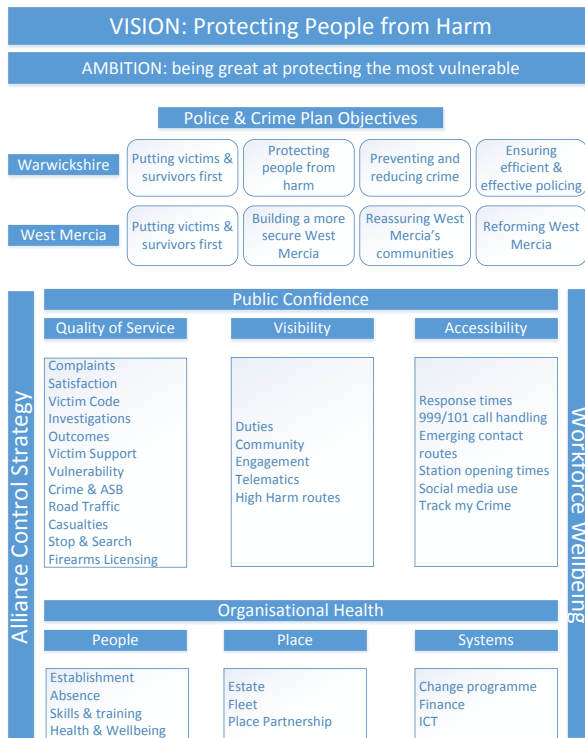 VISION: Protecting People from Harm
AMBITION: being great at protecting the most vulnerable
Police & Crime Plan Objectives
Warwickshire
Putting victims &
survivors first
Protecting
people from
harm
Preventing and
reducing crime
Ensuring
efficient &
effective policing
West Mercia
Putting victims &
survivors first
Building a more
secure West
Mercia
Reassuring West
Mercia's
communities
Reforming West
Mercia
Alliance Control Strategy
Public Confidence
Quality of Service
Complaints
Satisfaction
Victim Code
Investigations
Outcomes
Victim Support
Vulnerability
Crime & ASB
Road Traffic
Casualties
Stop & Search
Firearms Licensing
Visibility
Duties
Community
Engagement
Telematics
High Harm routes
Accessibility
Response times
999/101 call handling
Emerging contact
routes
Station opening times
Social media use
Track my Crime
Organisational Health
People
Establishment
Absence
Skills & training
Health & Wellbeing
Place
Estate
Fleet
Place Partnership
Systems
Change programme
Finance
ICT
Workforce Wellbeing